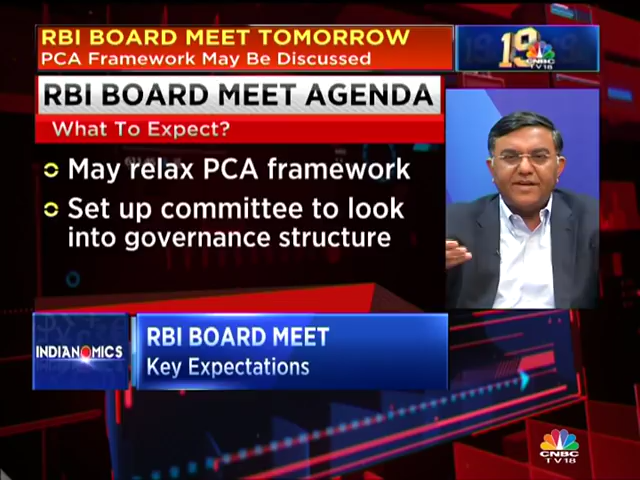 RBI BOARD MEET TOMORROW
PCA Framework May Be Discussed
19
CNBC
TV18
RBI BOARD MEET AGENDA
What To Expect?
May relax PCA framework
Set up committee to look
into governance structure
INDIANOMICS
RBI BOARD MEET
Key Expectations
CNBC
TV18